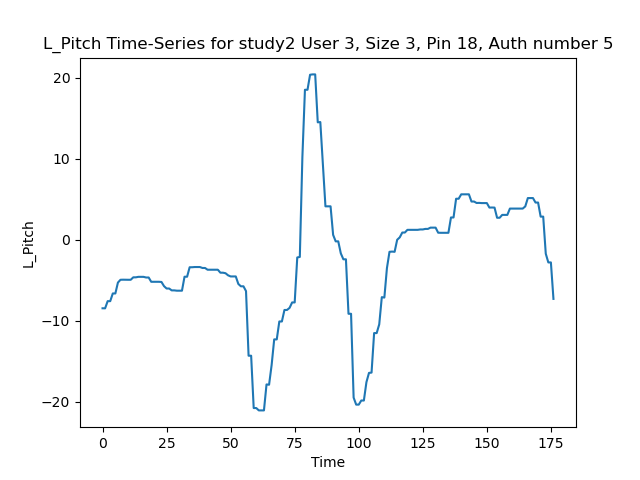 L_Pitch Time-Series for study2 User 3, Size 3, Pin 18, Auth number 5
20
10
0
−10
−20
L_Pitch
0 25 50 75 100 125 150 175
Time